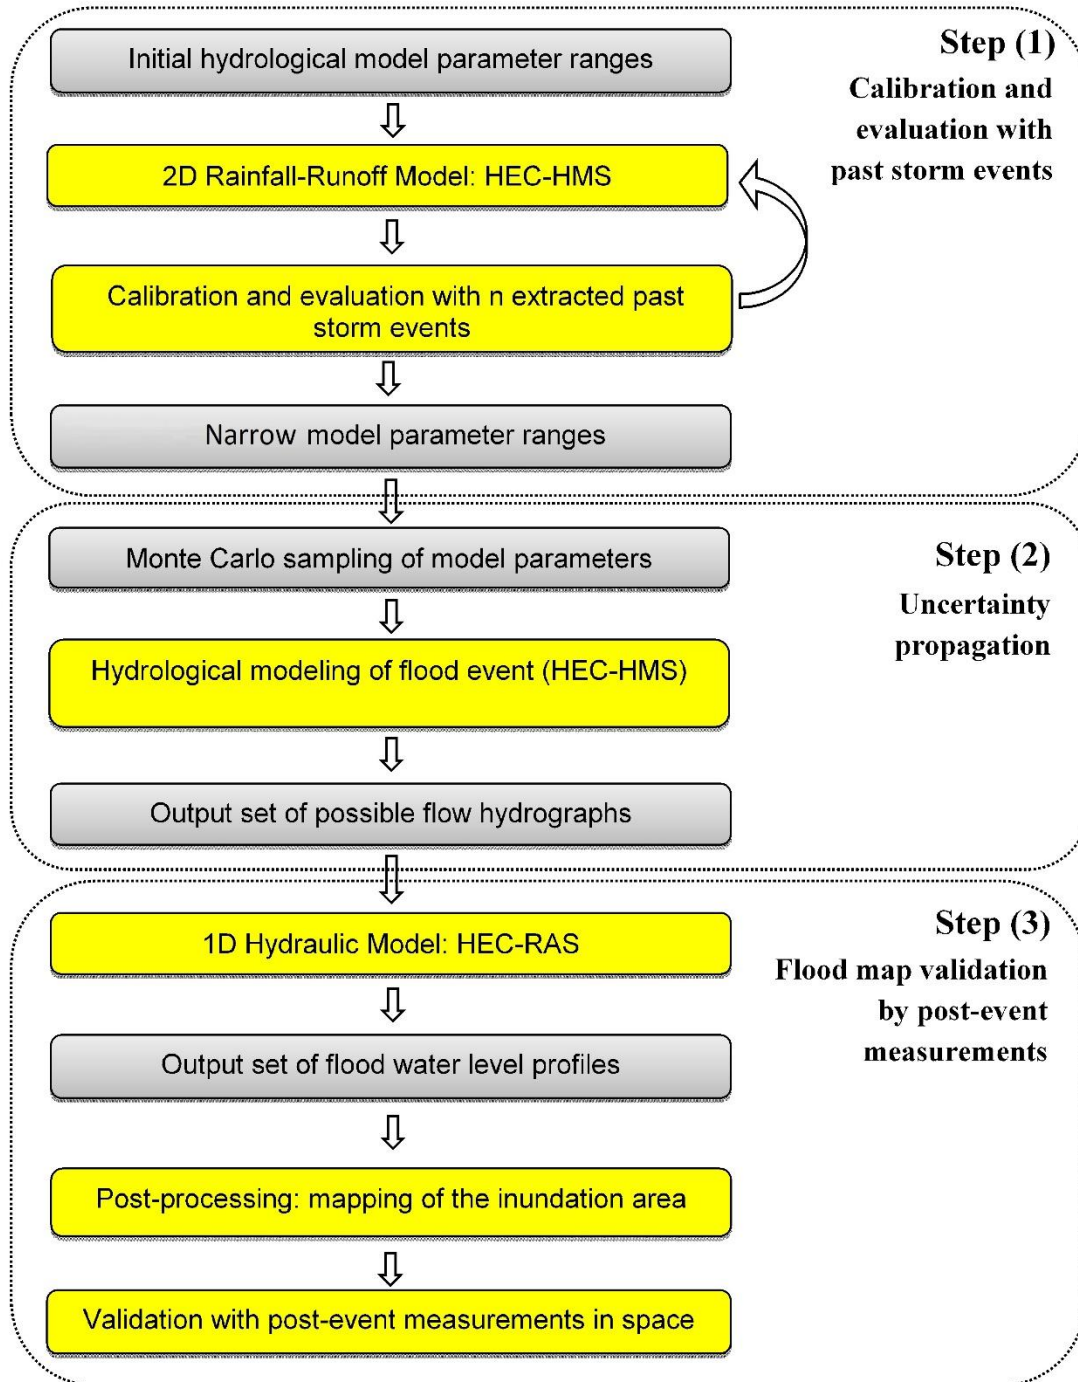 Initial hydrological model parameter ranges
Step (1)
Calibration and
evaluation with
past storm events
2D Rainfall-Runoff Model: HEC-HMS
Calibration and evaluation with n extracted past
storm events
Narrow model parameter ranges
Monte Carlo sampling of model parameters
Step (2)
Uncertainty
propagation
Hydrological modeling of flood event (HEC-HMS)
Output set of possible flow hydrographs
1D Hydraulic Model: HEC-RAS
Step (3)
Flood map validation
by post-event
measurements
Output set of flood water level profiles
Post-processing: mapping of the inundation area
Validation with post-event measurements in space